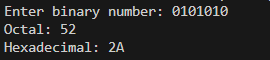 Enter binary number: 0101010
Octal: 52
Hexadecimal: 2A